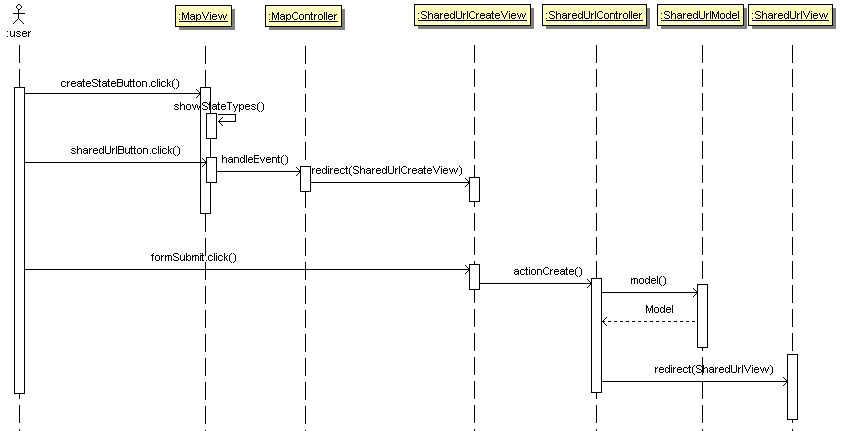 :user
:MapView
:MapController
:SharedUrlCreateView
:SharedUrlController
:SharedUrlModel
:SharedUrlView
createStateButton.click()
showStateTypes()
sharedUrlButton.click()
handleEvent()
redirect(SharedUrlCreateView)
formSubmit.click()
actionCreate()
model()
Model
redirect(SharedUrlView)